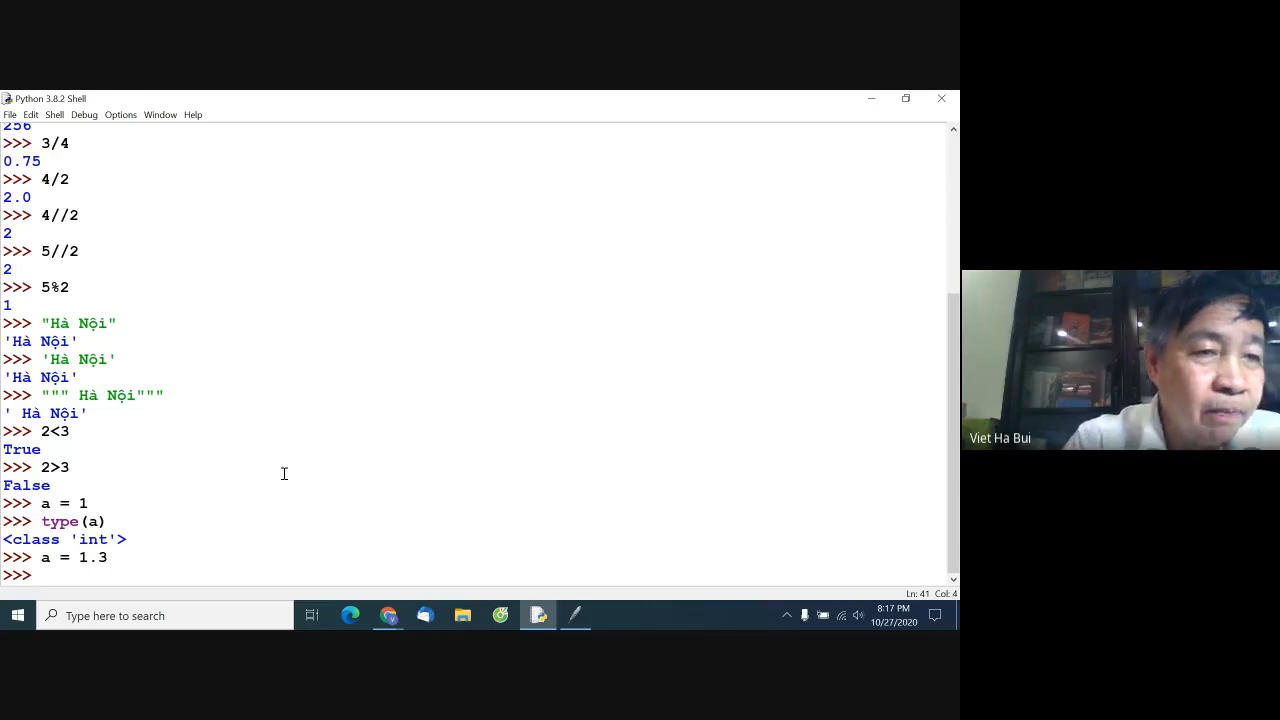 Python 3.8.2 Shell
File Edit Shell Debug Options Window Help
256
>>> 3/4
0.75
>>> 4/2
2.0
>>> 4//2
2
>>> 5//2
2
>>> 5%2
1
>>> "Hà Nội"
'Hà Nội'
>>> 'Hà Nội'
'Hà Nội'
>>> """ Hà Nội"""
' Hà Nội'
>>> 2<3
True
>>> 2>3
False
>>> a = 1
>>> type(a)
<class 'int'>
>>> a = 1.3
>>>
Ln: 41 Col: 4
Type here to search
8:17 PM
10/27/2020
Viet Ha Bui